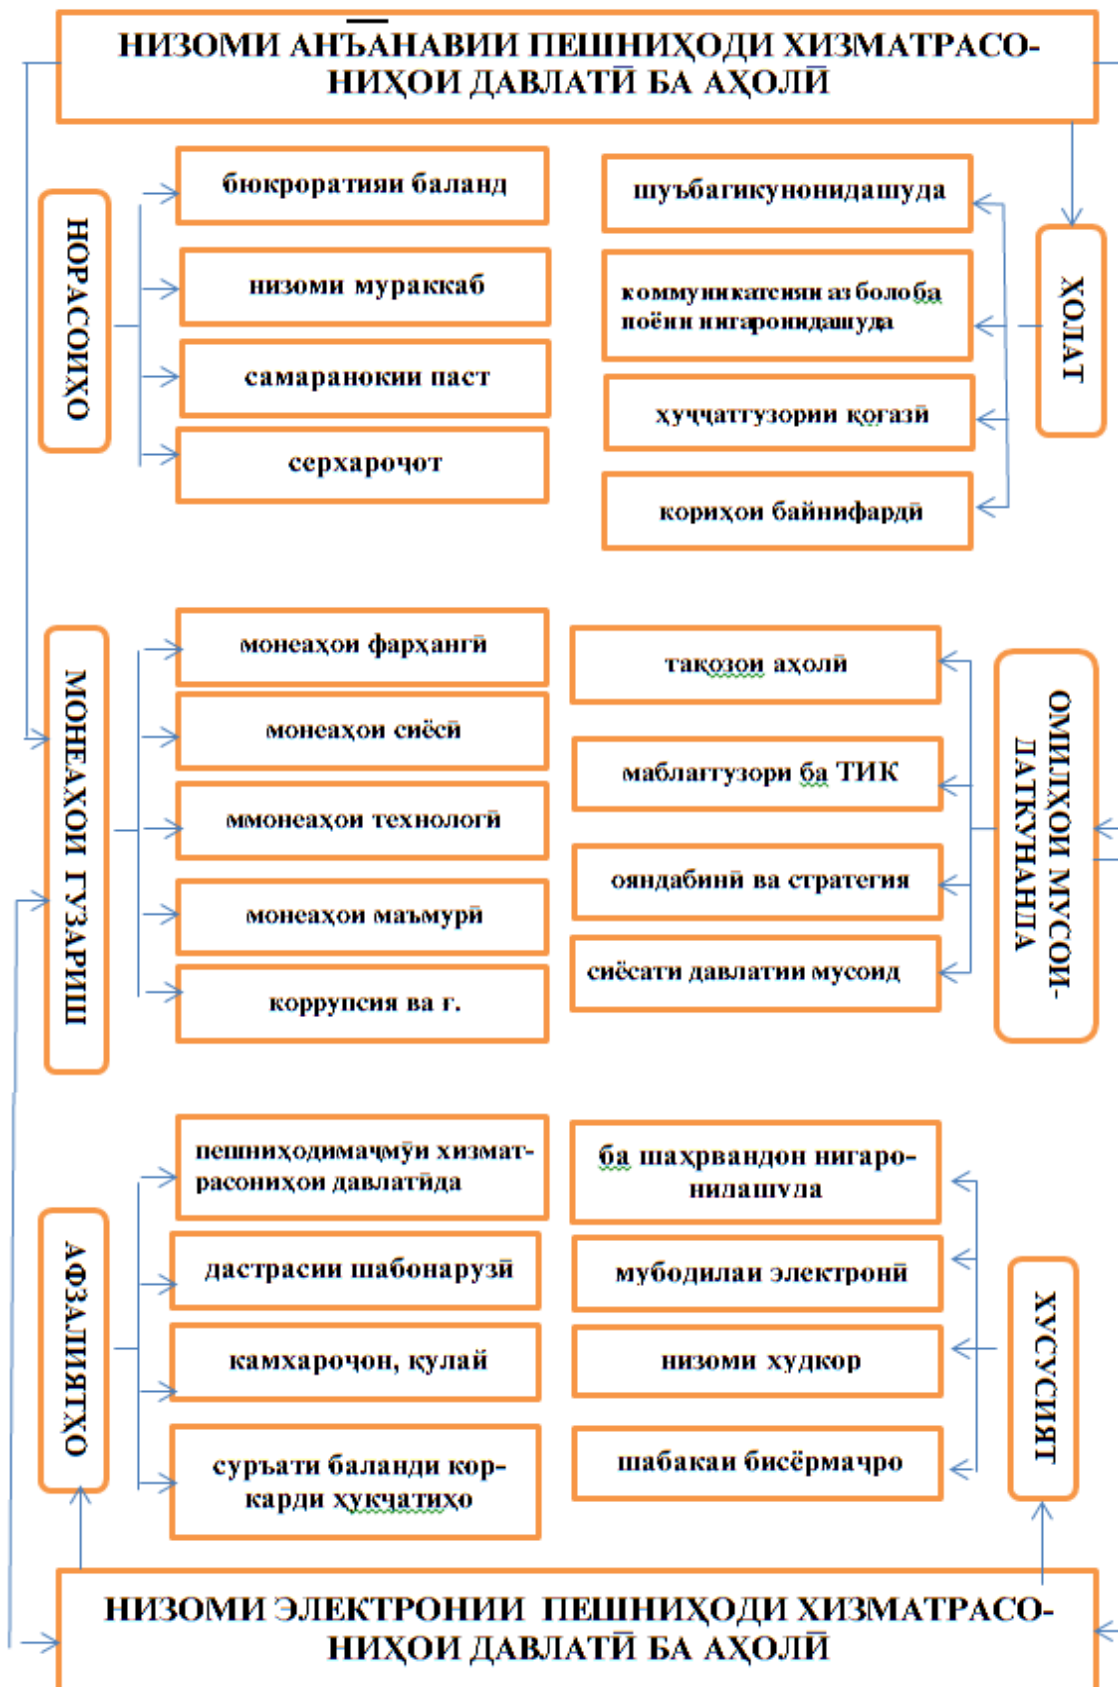 НИЗОМИ АНЪАНАВИИ ПЕШНИҲОДИ ХИЗМАТРАСО-
НИҲОИ ДАВЛАТӢ БА АҲОЛӢ
НОРАСОИҲО
бюкроратияи баланд
низоми мураккаб
самаранокии паст
серхароҷот
шуъбагикунонидашуда
коммуникатсияи аз боло ба
поёни нигаронидашуда
ҳуҷҷатгузории қоғазӣ
кориҳои байнифардӣ
ҲОЛАТ
МОНЕАҲОИ ГУЗАРИШ
монеаҳои фарҳангӣ
монеаҳои сиёсӣ
ммонеаҳои технологӣ
монеаҳои маъмурӣ
коррупсия ва ғ.
тақозои аҳолӣ
маблағгузори ба ТИК
ояндабинӣ ва стратегия
сиёсати давлатии мусоид
ОМИЛҲОИ МУСОИ-
ДАТКУНАНДА
АФЗАЛИЯТҲО
пешниҳодимаҷмӯи хизмат-
расониҳои давлатӣда
дастрасии шабонарузӣ
камхароҷон, қулай
суръати баланди кор-
карди ҳукҷатиҳо
ба шаҳрвандон нигаро-
нидашуда
мубодилаи электронӣ
низоми худкор
шабакаи бисёрмаҷро
ХУСУСИЯТ
НИЗОМИ ЭЛЕКТРОНИИ ПЕШНИҲОДИ ХИЗМАТРАСО-
НИҲОИ ДАВЛАТӢ БА АҲОЛӢ